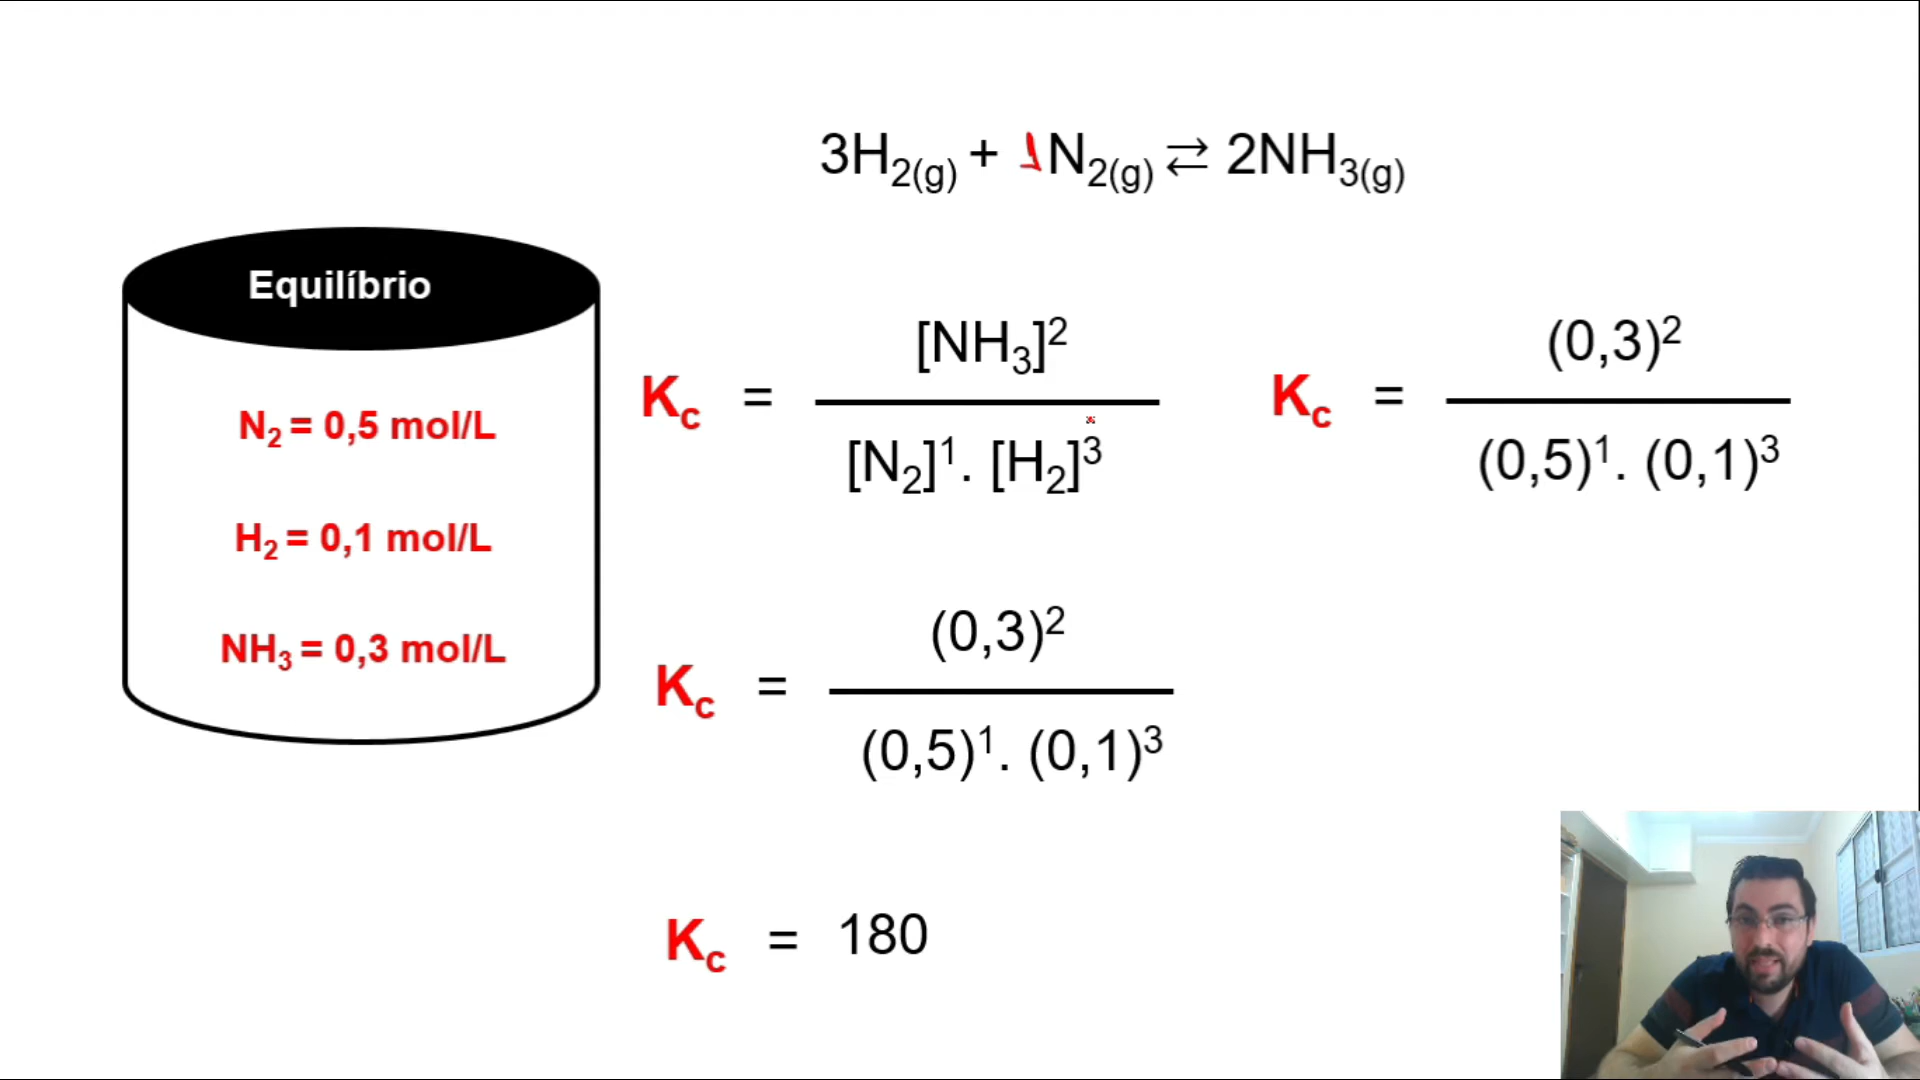 3H2(g) + 1N2(g) ⇄ 2NH3(g)
Equilíbrio
N2 = 0,5 mol/L
H2 = 0,1 mol/L
NH3 = 0,3 mol/L
Kc = [NH3]² / [N2]¹ . [H2]³
Kc = (0,3)² / (0,5)¹ . (0,1)³
Kc = (0,3)² / (0,5)¹ . (0,1)³
Kc = 180